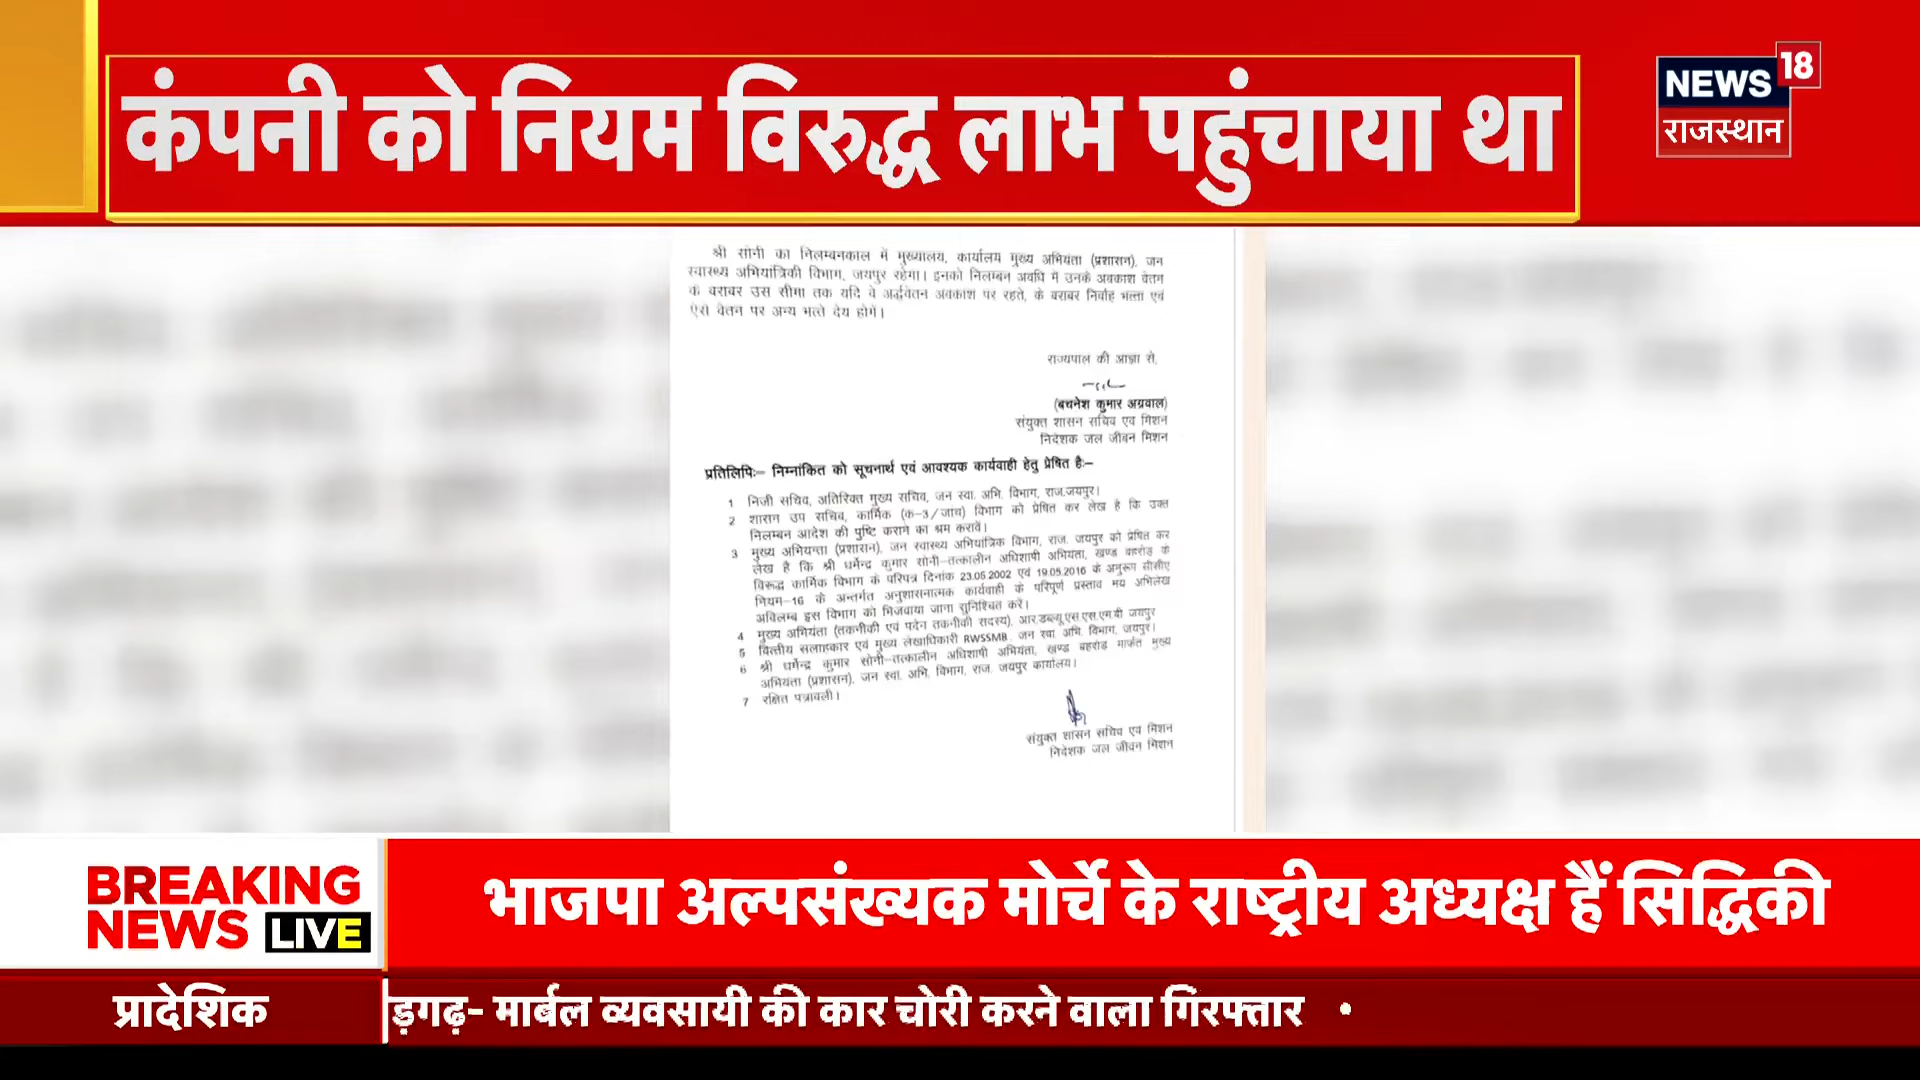 कंपनी को नियम विरुद्ध लाभ पहुंचाया था
NEWS 18
राजस्थान
श्री सोनी का निलम्बनकाल में मुख्यालय, कार्यालय मुख्य अभियंता (प्रशासन), जन
स्वास्थ्य अभियांत्रिकी विभाग, जयपुर रहेगा। इनको निलम्बन अवधि में उनके अवकाश वेतन
के बराबर उस सीमा तक यदि वे अर्द्धवेतन अवकाश पर रहते, के बराबर निर्वाह भत्ता एवं
ऐसे वेतन पर अन्य भत्ते देय होगें।
राज्यपाल की आज्ञा से,
(बचनेश कुमार अग्रवाल)
संयुक्त शासन सचिव एवं मिशन
निदेशक जल जीवन मिशन
प्रतिलिपिः– निम्नांकित को सूचनार्थ एवं आवश्यक कार्यवाही हेतु प्रेषित हैः–
1 निजी सचिव, अतिरिक्त मुख्य सचिव, जन स्वा. अभि. विभाग, राज.जयपुर।
2 शासन उप सचिव, कार्मिक (क–3/जांच) विभाग को प्रेषित कर लेख है कि उक्त
निलम्बन आदेश की पुष्टि कराने का श्रम करावें।
3 मुख्य अभियन्ता (प्रशासन), जन स्वास्थ्य अभियांत्रिक विभाग, राज. जयपुर को प्रेषित कर
लेख है कि श्री धर्मेन्द्र कुमार सोनी–तत्कालीन अधिशाषी अभियंता, खण्ड बहरोड़ के
विरूद्ध कार्मिक विभाग के परिपत्र दिनांक 23.05.2002 एवं 19.05.2016 के अनुरूप सीसीए
नियम–16 के अन्तर्गत अनुशासनात्मक कार्यवाही के परिपूर्ण प्रस्ताव मय अभिलेख
अविलम्ब इस विभाग को भिजवाया जाना सुनिश्चित करें।
4 मुख्य अभियंता (तकनीकी एवं पदेन तकनीकी सदस्य), आर.डब्ल्यू.एस.एस.एम.बी जयपुर
5 वित्तीय सलाहकार एवं मुख्य लेखाधिकारी RWSSMB, जन स्वा. अभि. विभाग, जयपुर।
6 श्री धर्मेन्द्र कुमार सोनी–तत्कालीन अधिशाषी अभियंता, खण्ड बहरोड मार्फत मुख्य
अभियंता (प्रशासन), जन स्वा. अभि. विभाग, राज. जयपुर कार्यालय।
7 रक्षित पत्रावली।
संयुक्त शासन सचिव एवं मिशन
निदेशक जल जीवन मिशन
BREAKING
NEWS LIVE
भाजपा अल्पसंख्यक मोर्चे के राष्ट्रीय अध्यक्ष हैं सिद्धिकी
प्रादेशिक
ड़गढ़- मार्बल व्यवसायी की कार चोरी करने वाला गिरफ्तार •